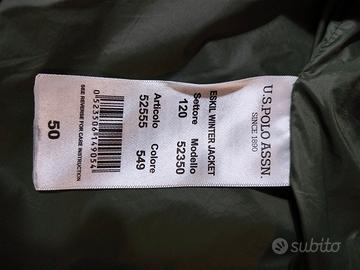 U.S. POLO ASSN.
SINCE 1890
ESKIL WINTER JACKET
Settore Modello
120 52350
Articolo Colore
52555 549
0523506149054
SEE REVERSE FOR CARE INSTRUCTION
50
subito